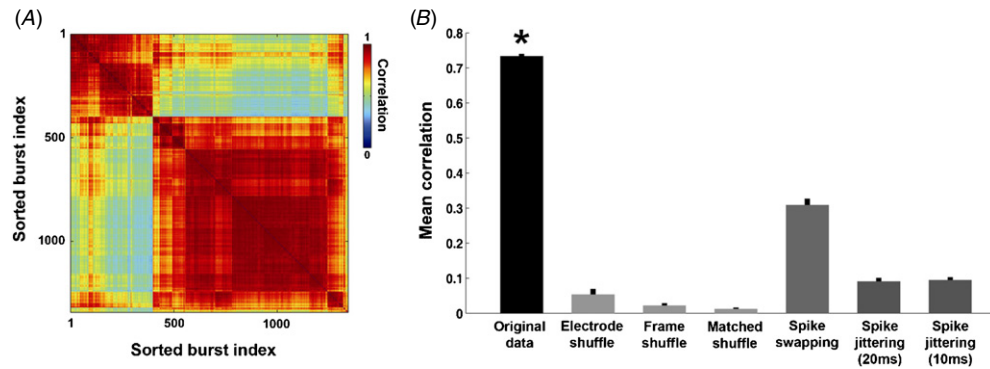 (A)
1
500
1000
Sorted burst index
1
500
1000
Sorted burst index
1
Correlation
0
(B)
0.8
0.7
0.6
0.5
0.4
0.3
0.2
0.1
0
Mean correlation
*
Original
data
Electrode
shuffle
Frame
shuffle
Matched
shuffle
Spike
swapping
Spike
jittering
(20ms)
Spike
jittering
(10ms)